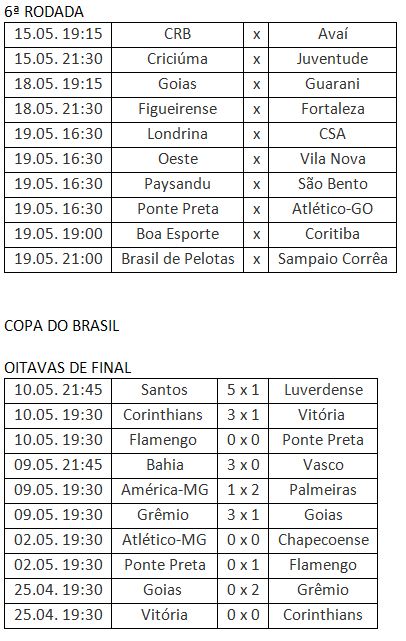 6ª RODADA
15.05. 19:15 CRB x Avaí
15.05. 21:30 Criciúma x Juventude
18.05. 19:15 Goias x Guarani
18.05. 21:30 Figueirense x Fortaleza
19.05. 16:30 Londrina x CSA
19.05. 16:30 Oeste x Vila Nova
19.05. 16:30 Paysandu x São Bento
19.05. 16:30 Ponte Preta x Atlético-GO
19.05. 19:00 Boa Esporte x Coritiba
19.05. 21:00 Brasil de Pelotas x Sampaio Corrêa
COPA DO BRASIL
OITAVAS DE FINAL
10.05. 21:45 Santos 5 x 1 Luverdense
10.05. 19:30 Corinthians 3 x 1 Vitória
10.05. 19:30 Flamengo 0 x 0 Ponte Preta
09.05. 21:45 Bahia 3 x 0 Vasco
09.05. 19:30 América-MG 1 x 2 Palmeiras
09.05. 19:30 Grêmio 3 x 1 Goias
02.05. 19:30 Atlético-MG 0 x 0 Chapecoense
02.05. 19:30 Ponte Preta 0 x 1 Flamengo
25.04. 19:30 Goias 0 x 2 Grêmio
25.04. 19:30 Vitória 0 x 0 Corinthians